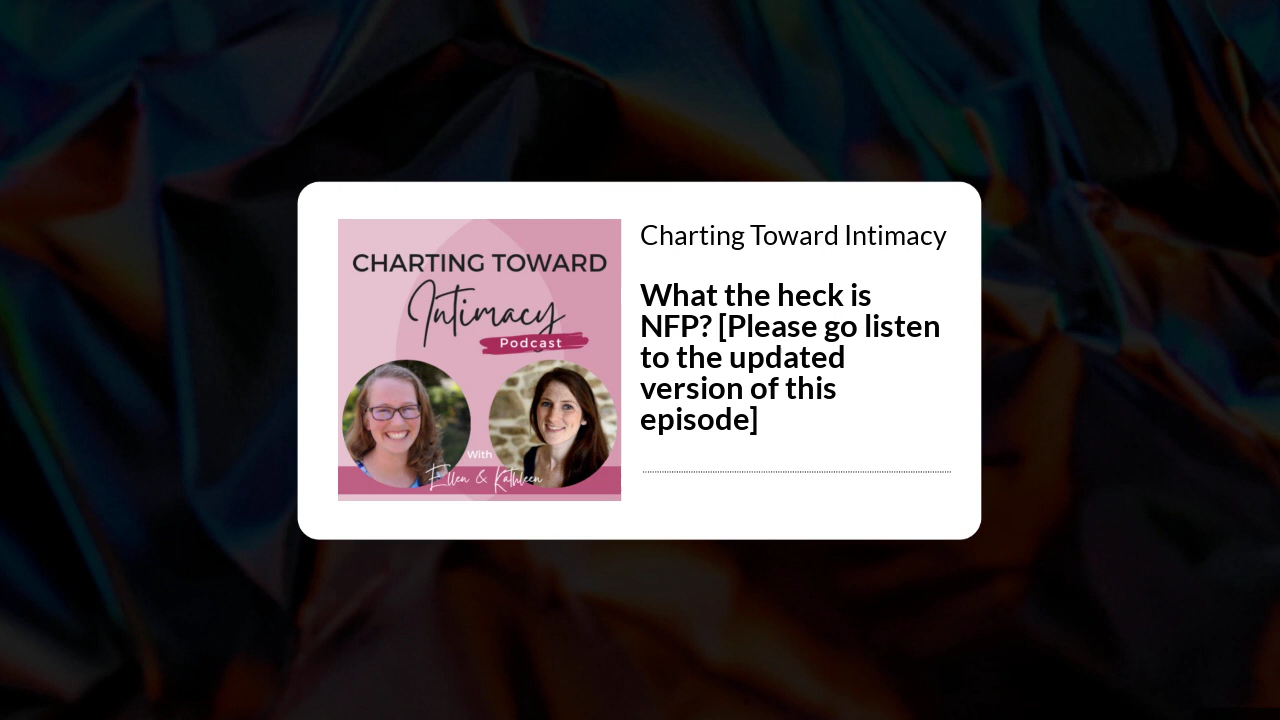 CHARTING TOWARD
Intimacy
Podcast
With
Ellen & Kathleen
Charting Toward Intimacy
What the heck is
NFP? [Please go listen
to the updated
version of this
episode]